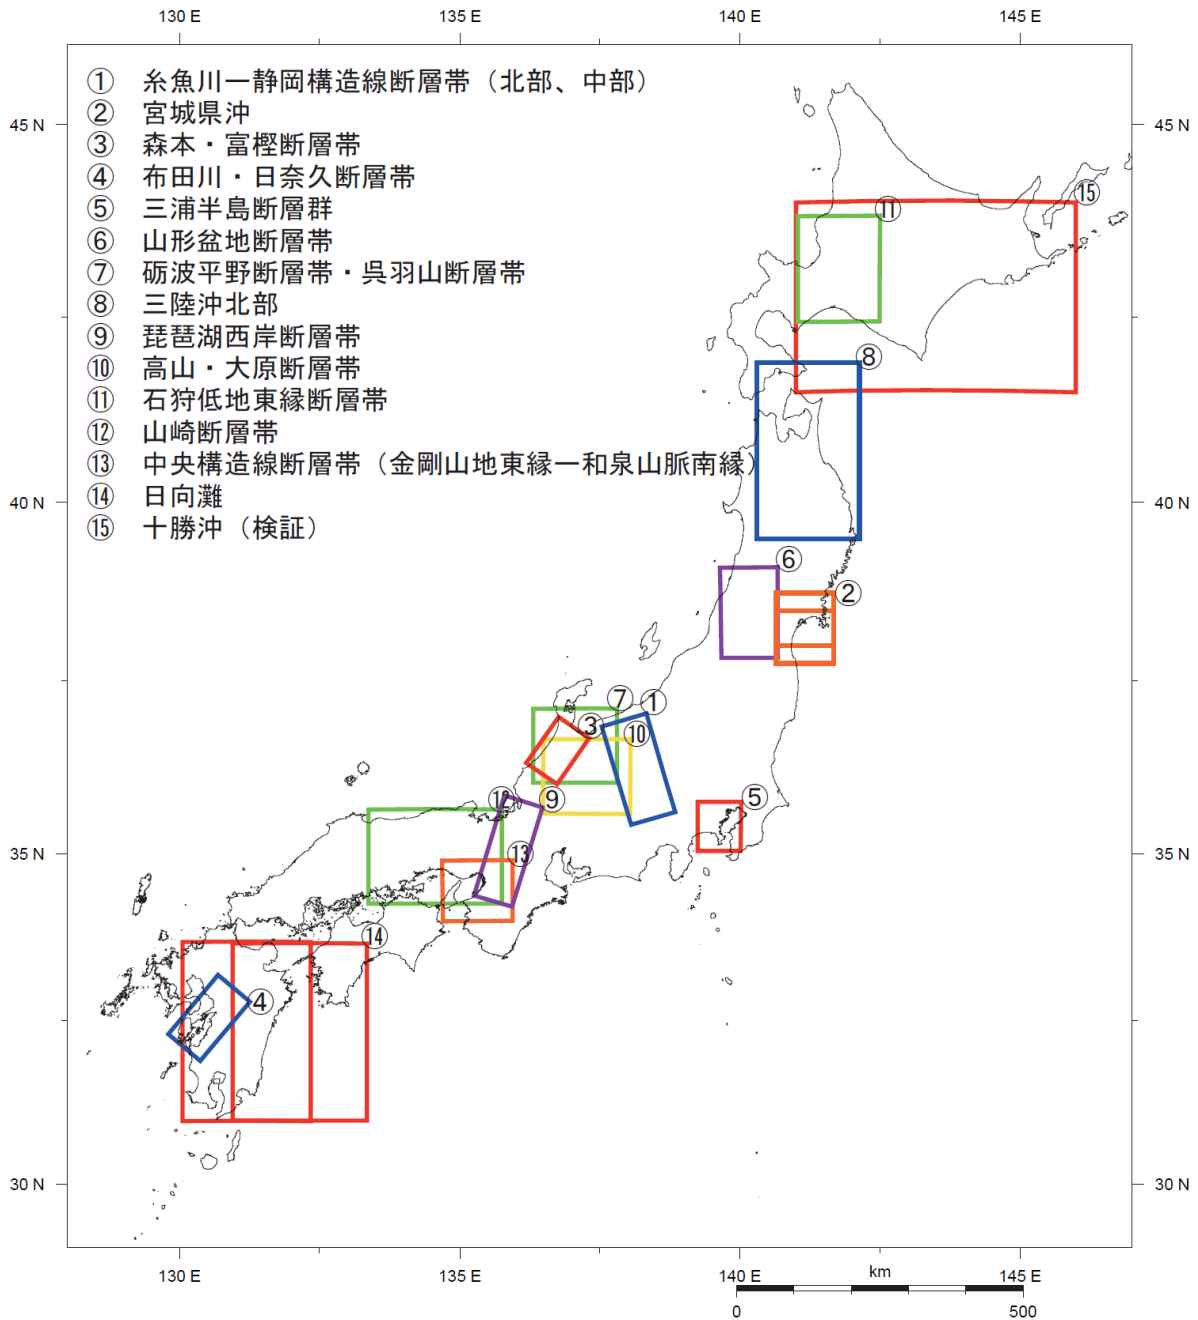 130 E 135 E 140 E 145 E
① 糸魚川ー静岡構造線断層帯（北部、中部）
② 宮城県沖
③ 森本・富樫断層帯
④ 布田川・日奈久断層帯
⑤ 三浦半島断層群
⑥ 山形盆地断層帯
⑦ 砺波平野断層帯・呉羽山断層帯
⑧ 三陸沖北部
⑨ 琵琶湖西岸断層帯
⑩ 高山・大原断層帯
⑪ 石狩低地東縁断層帯
⑫ 山崎断層帯
⑬ 中央構造線断層帯（金剛山地東縁ー和泉山脈南縁）
⑭ 日向灘
⑮ 十勝沖（検証）
45 N 45 N
⑮
⑪
⑧
40 N 40 N
⑥
②
⑦ ①
③ ⑩
⑫ ⑨ ⑤
35 N ⑬ 35 N
⑭
④
30 N 30 N
130 E 135 E 140 E 145 E
km
0 500